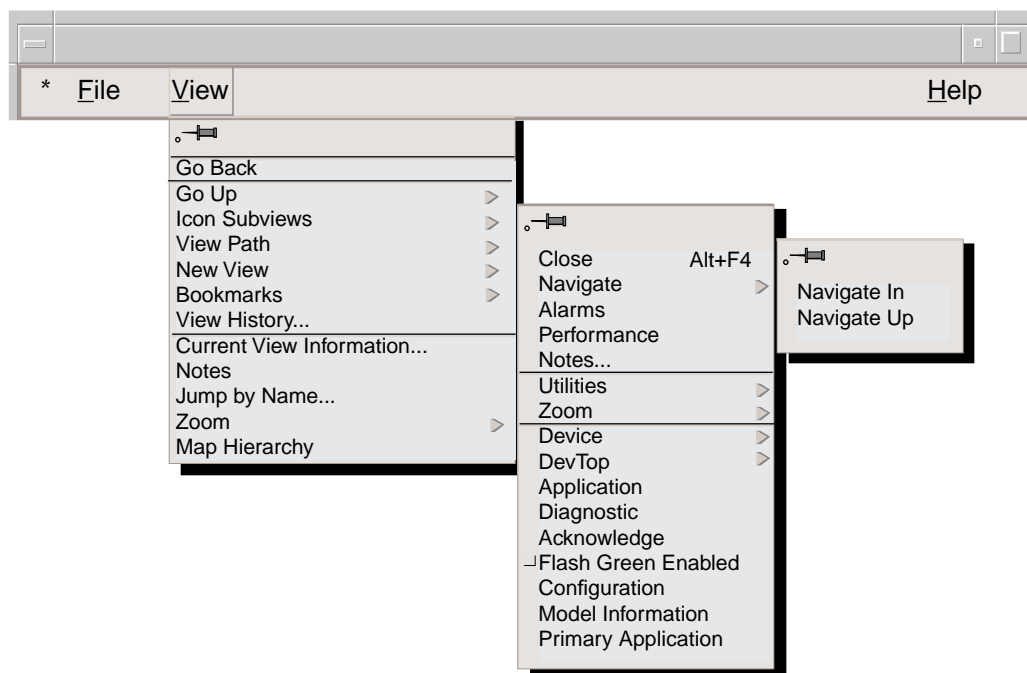 * File View Help
Go Back
Go Up
Icon Subviews
View Path
New View
Bookmarks
View History...
Current View Information...
Notes
Jump by Name...
Zoom
Map Hierarchy
Close Alt+F4
Navigate
Alarms
Performance
Notes...
Utilities
Zoom
Device
DevTop
Application
Diagnostic
Acknowledge
Flash Green Enabled
Configuration
Model Information
Primary Application
Navigate In
Navigate Up